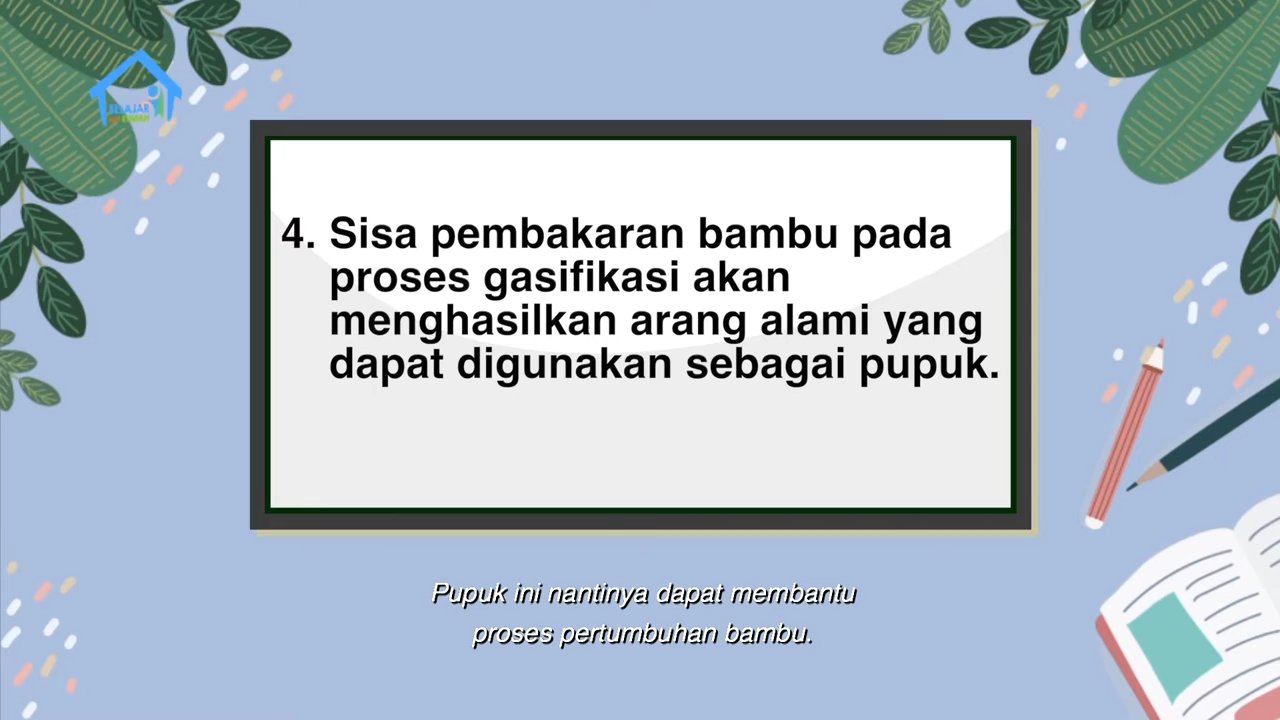 BELAJAR
4. Sisa pembakaran bambu pada
proses gasifikasi akan
menghasilkan arang alami yang
dapat digunakan sebagai pupuk.
Pupuk ini nantinya dapat membantu
proses pertumbuhan bambu.